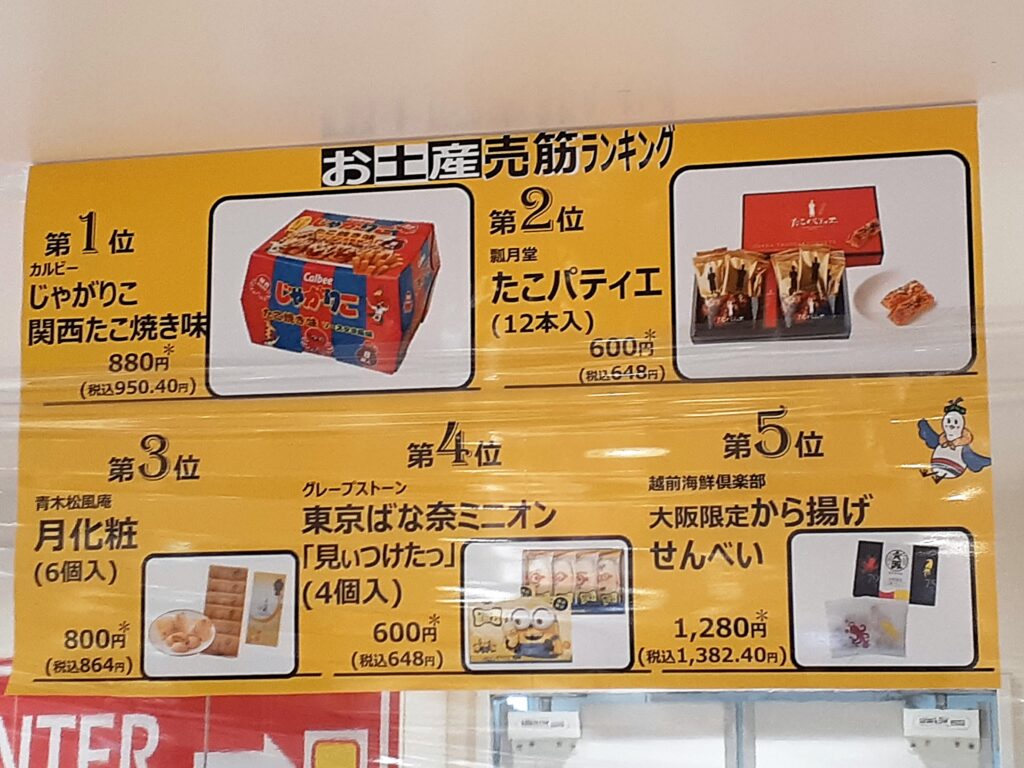 お土産売筋ランキング
第1位
カルビー
じゃがりこ
関西たこ焼き味
880円*
(税込950.40円)
Calbee
じゃがりこ
たこ焼き味
第2位
瓢月堂
たこパティエ
(12本入)
600円*
(税込648円)
たこパティエ
第3位
青木松風庵
月化粧
(6個入)
800円*
(税込864円)
第4位
グレープストーン
東京ばな奈ミニオン
「見ぃつけたっ」
(4個入)
600円*
(税込648円)
第5位
越前海鮮倶楽部
大阪限定から揚げ
せんべい
1,280円*
(税込1,382.40円)
NTER